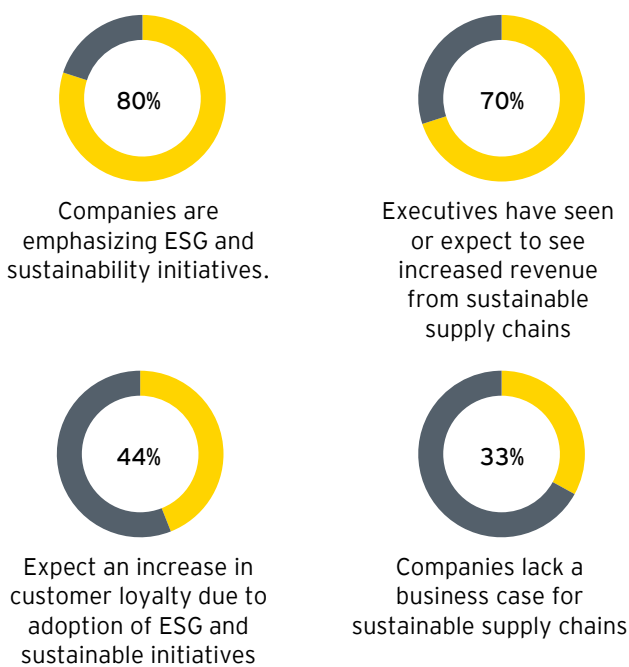 80%
Companies are
emphasizing ESG and
sustainability initiatives.
70%
Executives have seen
or expect to see
increased revenue
from sustainable
supply chains
44%
Expect an increase in
customer loyalty due to
adoption of ESG and
sustainable initiatives
33%
Companies lack a
business case for
sustainable supply chains